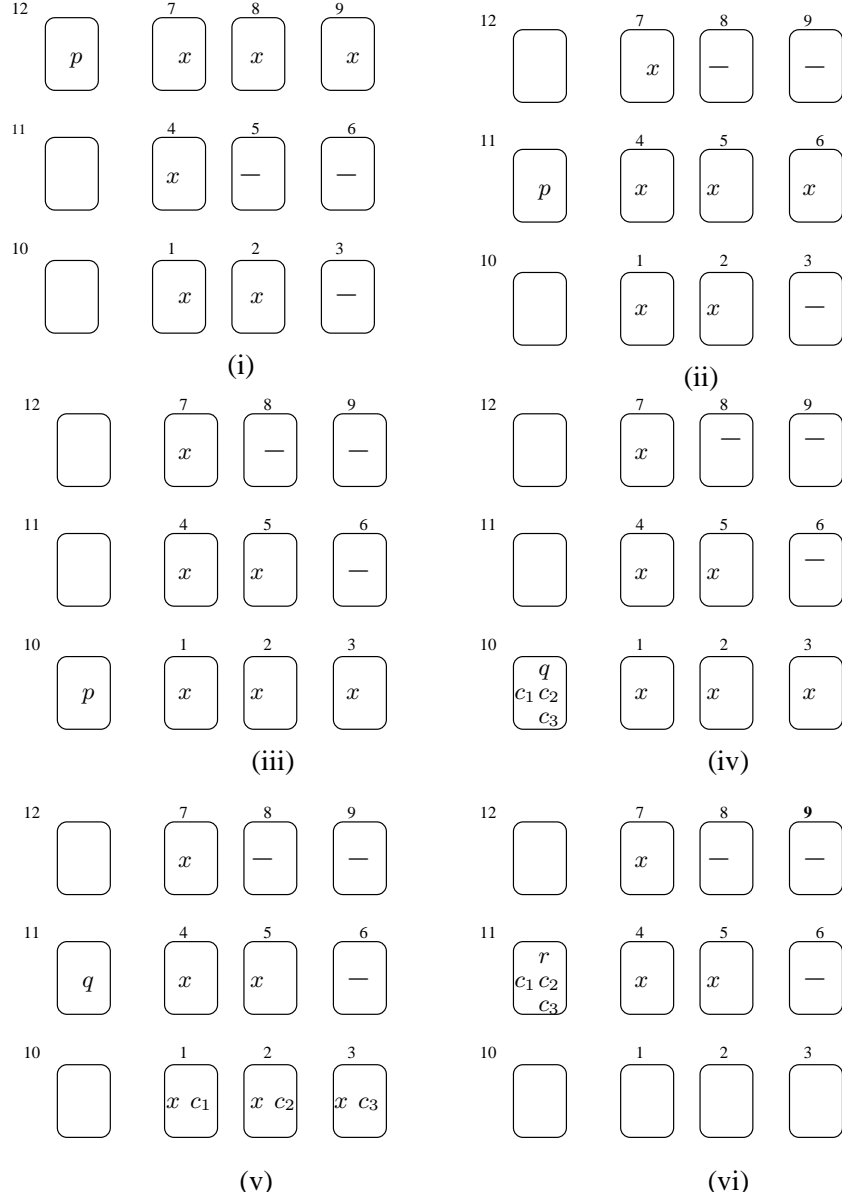 12 7 8 9
p x x x
11 4 5 6
x — —
10 1 2 3
x x —
(i)
12 7 8 9
x — —
11 4 5 6
p x x x
10 1 2 3
x x —
(ii)
12 7 8 9
x — —
11 4 5 6
x x —
10 1 2 3
p x x x
(iii)
12 7 8 9
x — —
11 4 5 6
x x —
10 1 2 3
q
c₁ c₂ x x x
c₃
(iv)
12 7 8 9
x — —
11 4 5 6
q x x —
10 1 2 3
x c₁ x c₂ x c₃
(v)
12 7 8 9
x — —
11 4 5 6
r
c₁ c₂ x x —
c₃
10 1 2 3
(vi)